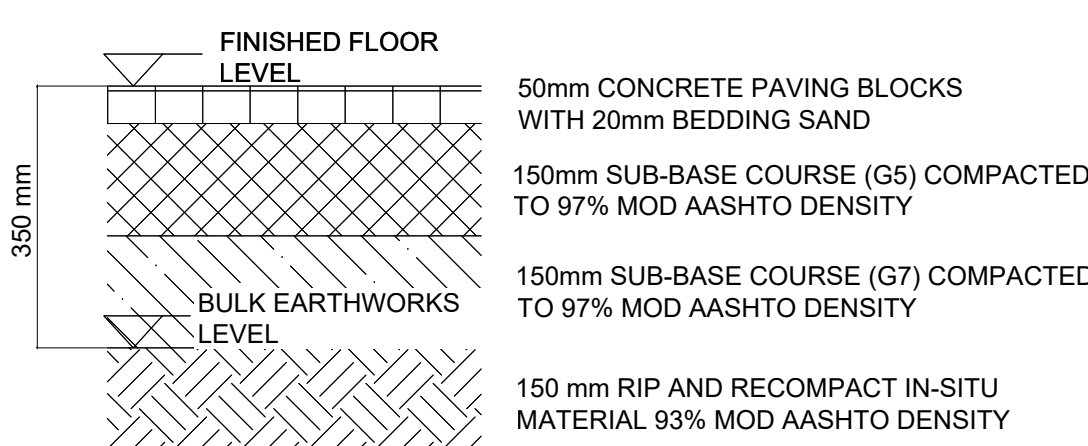 FINISHED FLOOR
LEVEL
50mm CONCRETE PAVING BLOCKS
WITH 20mm BEDDING SAND
150mm SUB-BASE COURSE (G5) COMPACTED
TO 97% MOD AASHTO DENSITY
350 mm
150mm SUB-BASE COURSE (G7) COMPACTED
TO 97% MOD AASHTO DENSITY
BULK EARTHWORKS
LEVEL
150 mm RIP AND RECOMPACT IN-SITU
MATERIAL 93% MOD AASHTO DENSITY